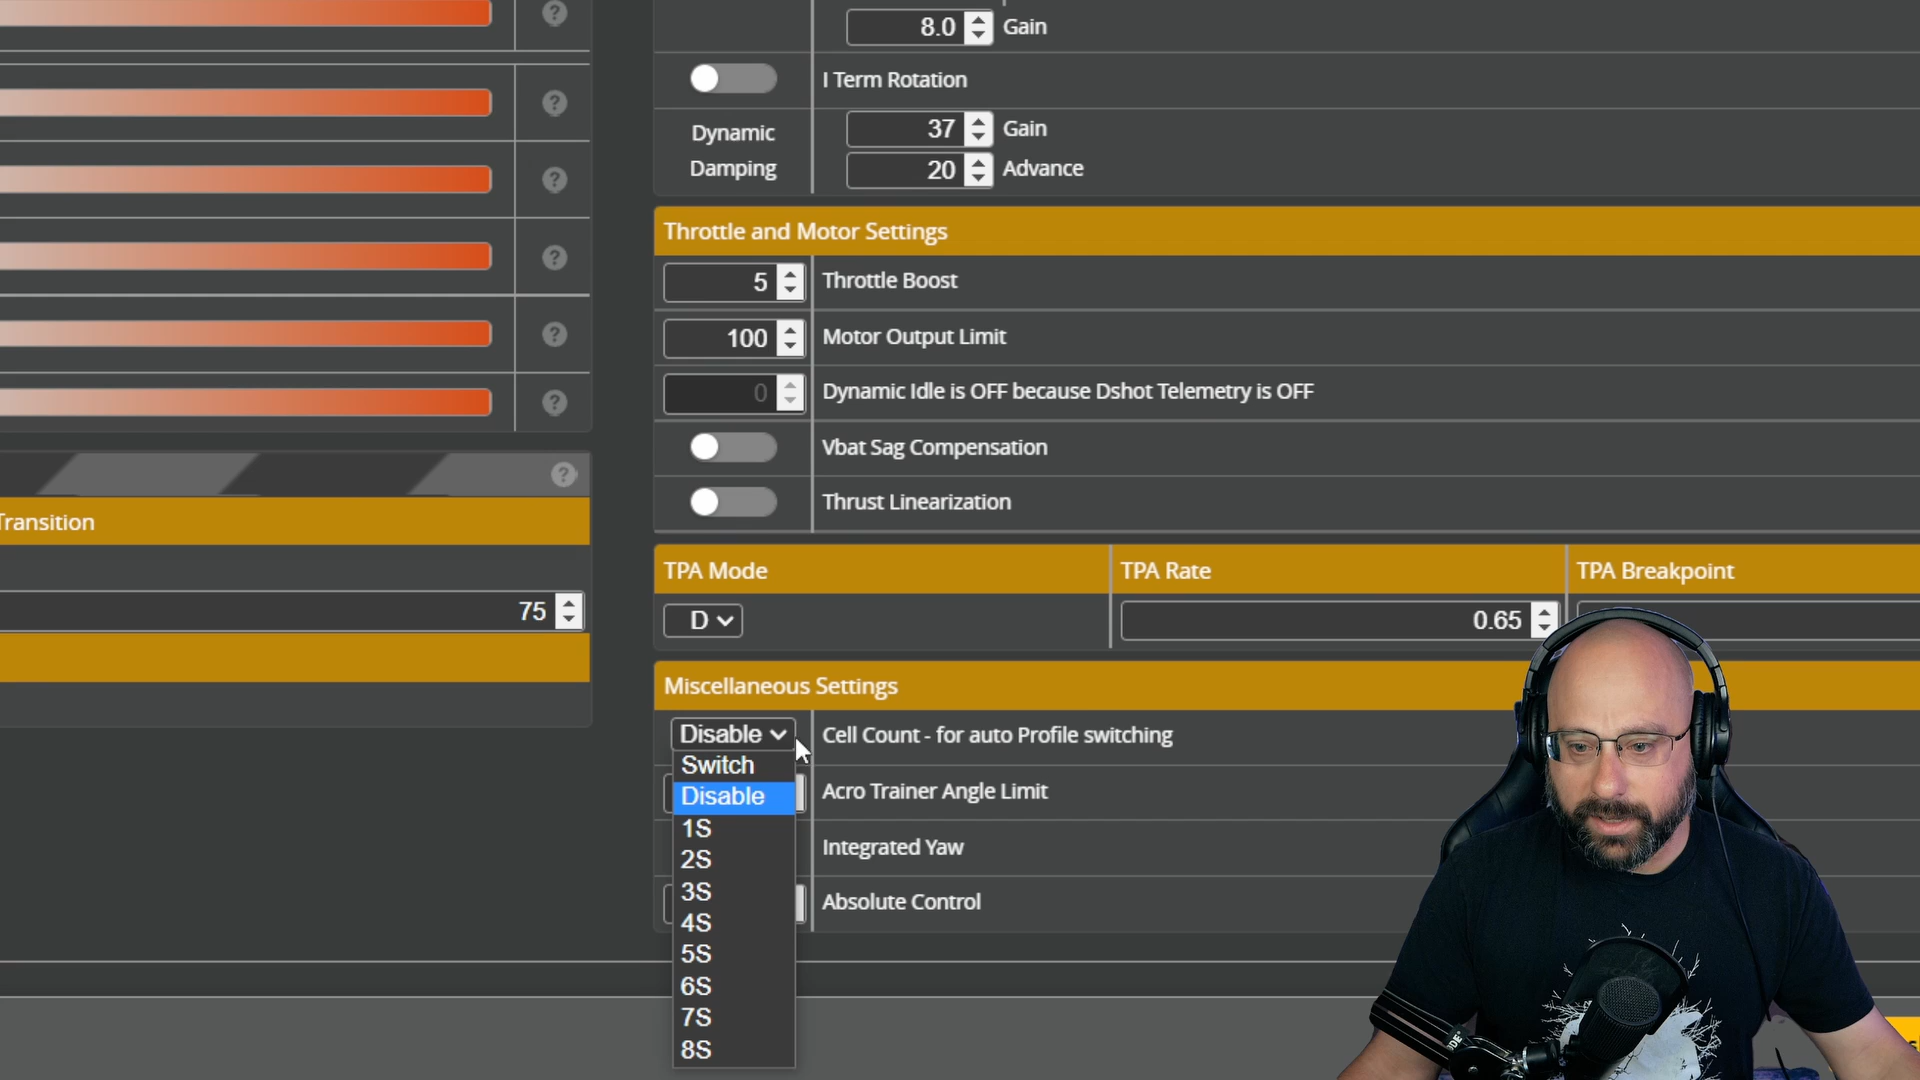 8.0 Gain
I Term Rotation
Dynamic Damping
37 Gain
20 Advance
Throttle and Motor Settings
5 Throttle Boost
100 Motor Output Limit
0 Dynamic Idle is OFF because Dshot Telemetry is OFF
Vbat Sag Compensation
Thrust Linearization
Transition
75
TPA Mode TPA Rate TPA Breakpoint
D 0.65
Miscellaneous Settings
Disable Cell Count - for auto Profile switching
Switch
Disable
Acro Trainer Angle Limit
1S
2S
Integrated Yaw
3S
Absolute Control
4S
5S
6S
7S
8S